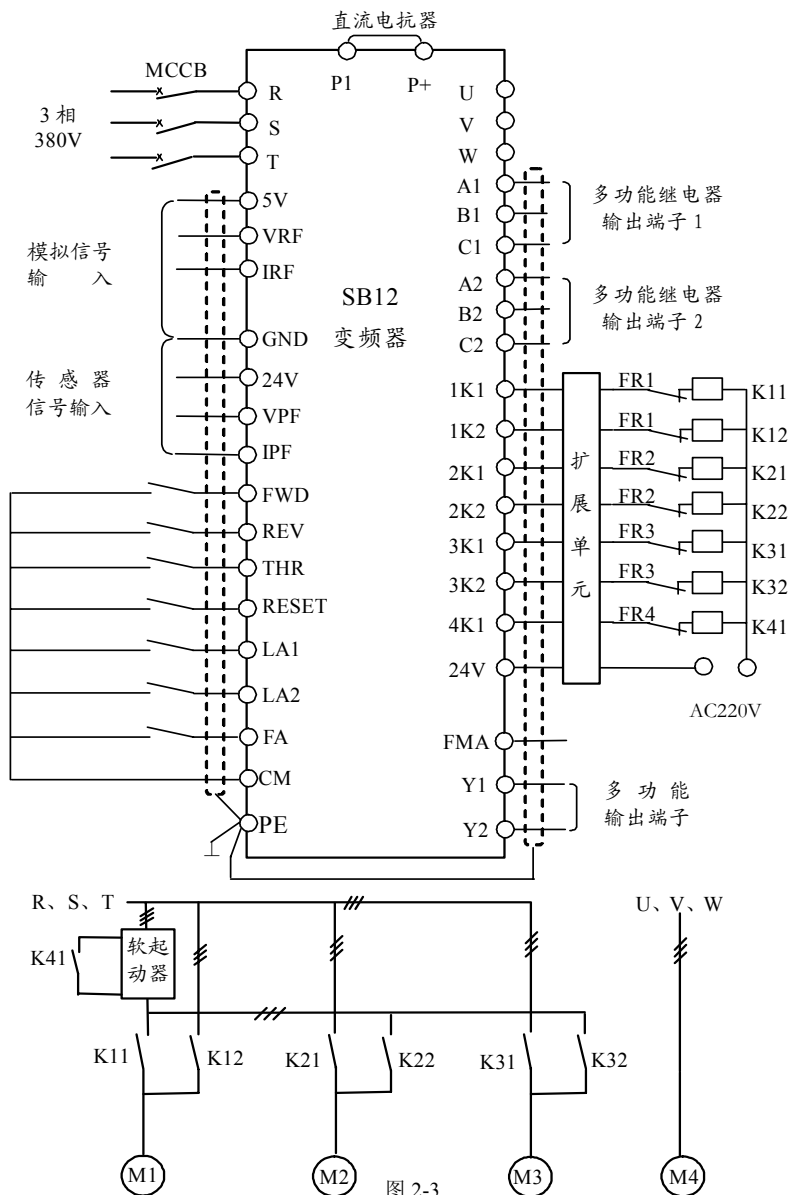 直流电抗器
P1
P+
MCCB
3 相
380V
R
S
T
U
V
W
5V
VRF
IRF
GND
24V
VPF
IPF
FWD
REV
THR
RESET
LA1
LA2
FA
CM
PE
模拟信号
输 入
传 感 器
信号输入
SB12
变频器
A1
B1
C1
A2
B2
C2
1K1
1K2
2K1
2K2
3K1
3K2
4K1
24V
FMA
Y1
Y2
多功能继电器
输出端子 1
多功能继电器
输出端子 2
扩
展
单
元
FR1
K11
FR1
K12
FR2
K21
FR2
K22
FR3
K31
FR3
K32
FR4
K41
AC220V
多 功 能
输出端子
R、S、T
U、V、W
K41
软起
动器
K11
K12
K21
K22
K31
K32
M1
M2
M3
M4
图 2-3